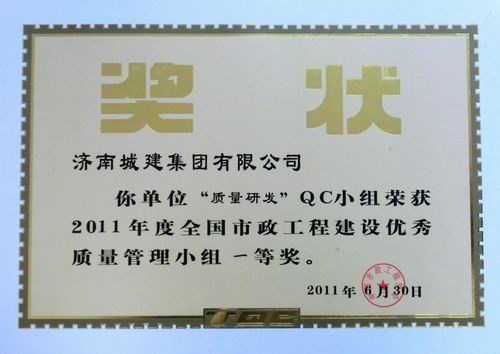 奖 状
济南城建集团有限公司
你单位“质量研发”QC小组荣获
2011年度全国市政工程建设优秀
质量管理小组一等奖。
2011年6月30日
TQC